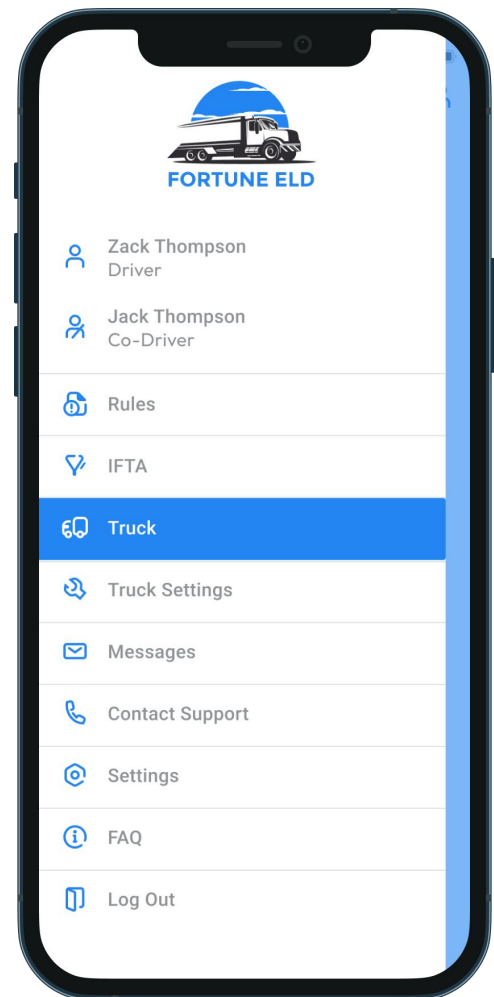 FORTUNE ELD
Zack Thompson
Driver
Jack Thompson
Co-Driver
Rules
IFTA
Truck
Truck Settings
Messages
Contact Support
Settings
FAQ
Log Out